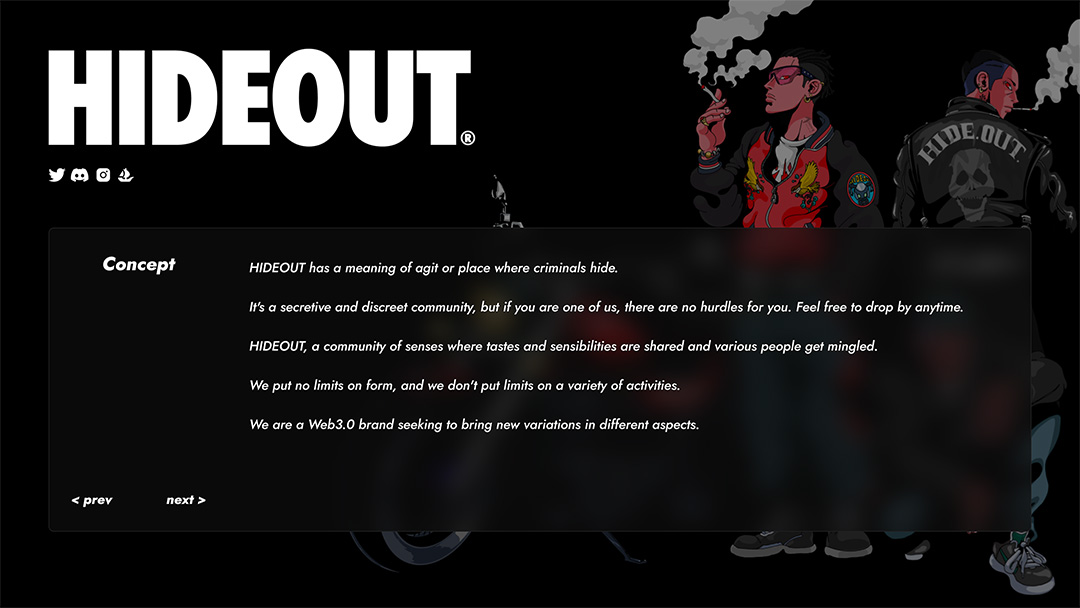 HIDEOUT®
HIDE.OUT.
Concept
HIDEOUT has a meaning of agit or place where criminals hide.
It's a secretive and discreet community, but if you are one of us, there are no hurdles for you. Feel free to drop by anytime.
HIDEOUT, a community of senses where tastes and sensibilities are shared and various people get mingled.
We put no limits on form, and we don't put limits on a variety of activities.
We are a Web3.0 brand seeking to bring new variations in different aspects.
< prev next >